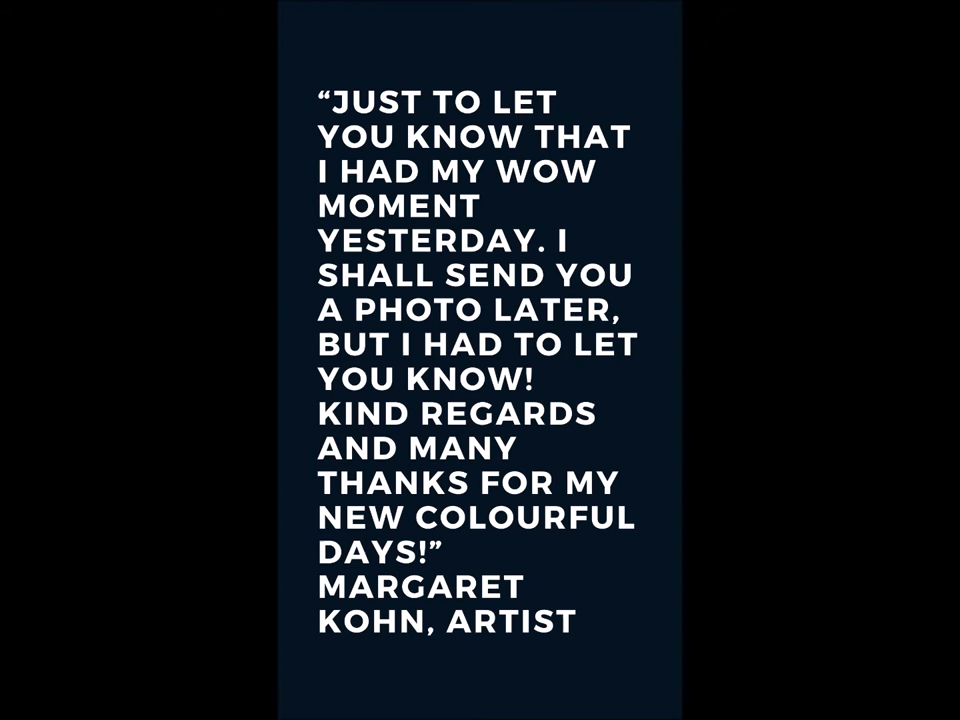 “JUST TO LET
YOU KNOW THAT
I HAD MY WOW
MOMENT
YESTERDAY. I
SHALL SEND YOU
A PHOTO LATER,
BUT I HAD TO LET
YOU KNOW!
KIND REGARDS
AND MANY
THANKS FOR MY
NEW COLOURFUL
DAYS!”
MARGARET
KOHN, ARTIST